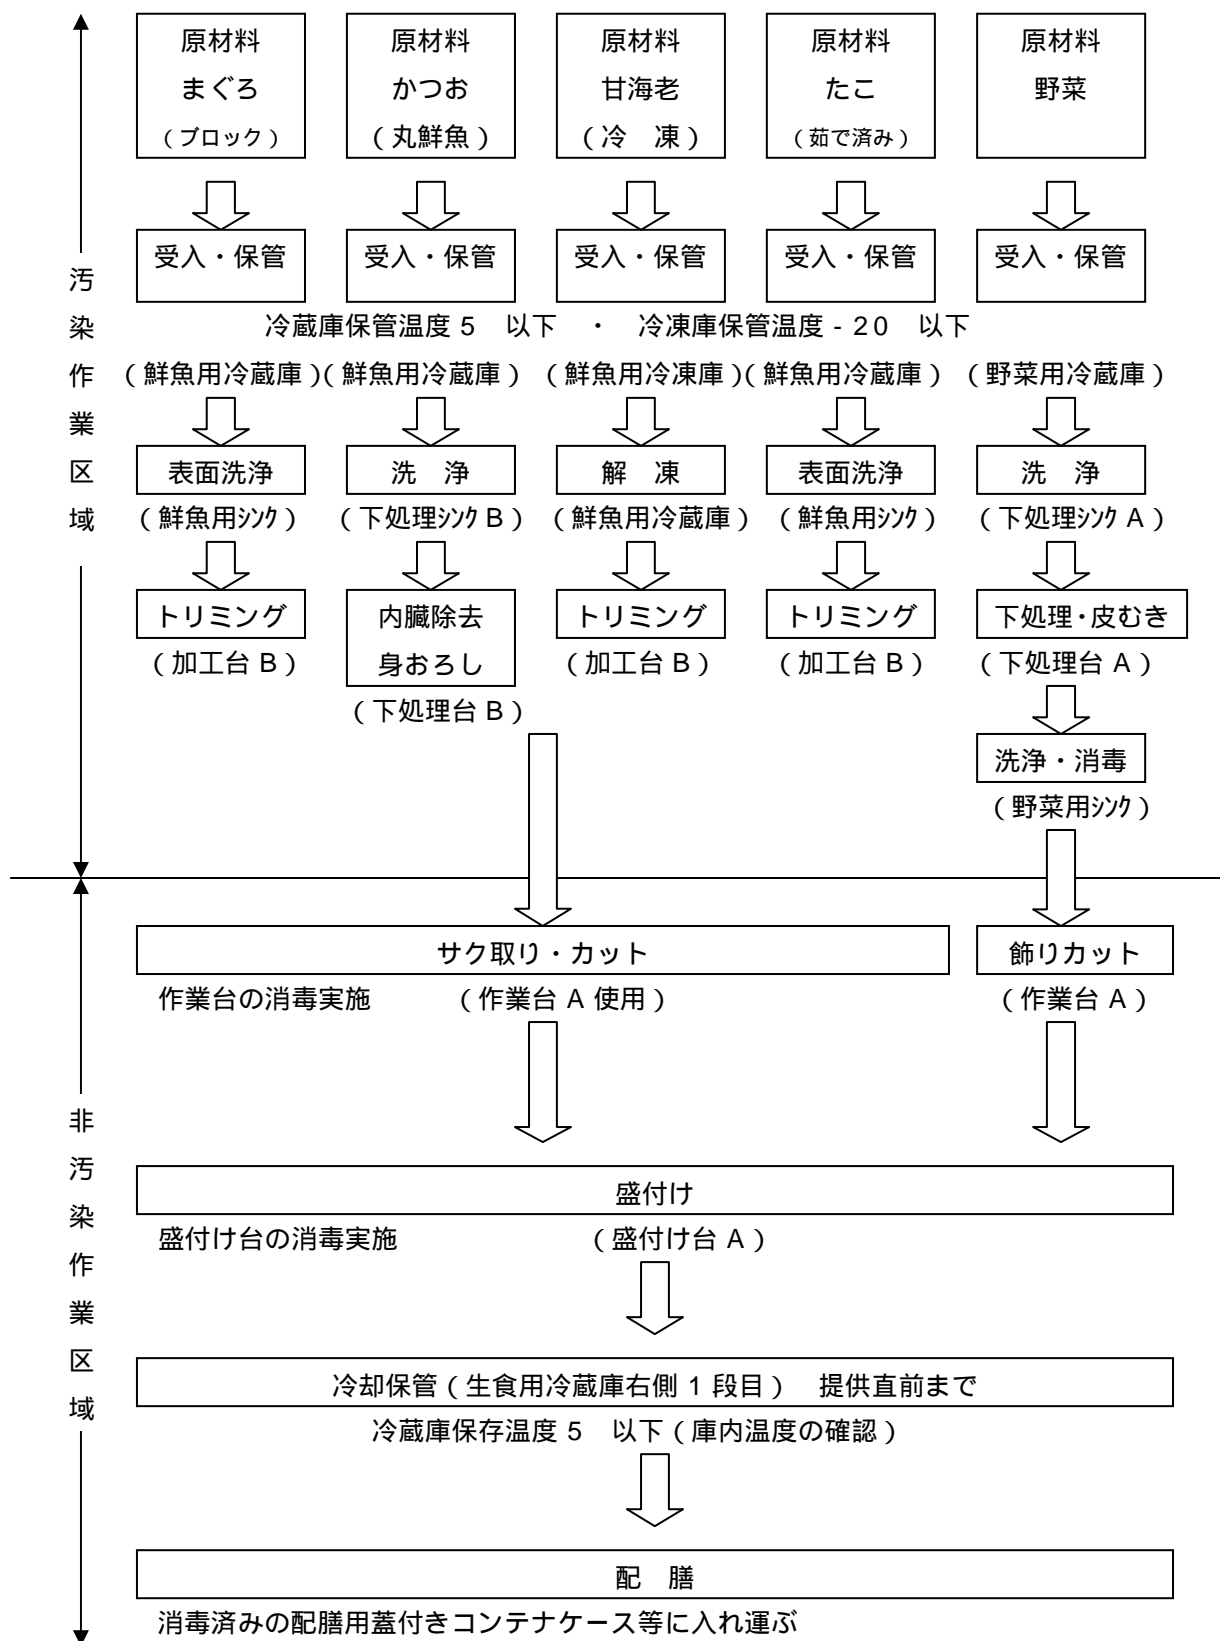 原材料 まぐろ （ブロック）
原材料 かつお （丸鮮魚）
原材料 甘海老 （冷　凍）
原材料 たこ （茹で済み）
原材料 野菜
受入・保管 受入・保管 受入・保管 受入・保管 受入・保管
冷蔵庫保管温度 5　以下　・　冷凍庫保管温度 - 20　以下
（鮮魚用冷蔵庫）（鮮魚用冷蔵庫）（鮮魚用冷凍庫）（鮮魚用冷蔵庫）（野菜用冷蔵庫）
表面洗浄 洗　浄 解　凍 表面洗浄 洗　浄
（鮮魚用ｼﾝｸ）（下処理ｼﾝｸ B）（鮮魚用冷蔵庫）（鮮魚用ｼﾝｸ）（下処理ｼﾝｸ A）
トリミング 内臓除去 トリミング トリミング 下処理・皮むき
（加工台 B） 身おろし （加工台 B）（加工台 B）（下処理台 A）
（下処理台 B）
洗浄・消毒
（野菜用ｼﾝｸ）
汚染作業区域
サク取り・カット 飾りカット
作業台の消毒実施　（作業台 A 使用） （作業台 A）
盛付け
盛付け台の消毒実施　（盛付け台 A）
冷却保管（生食用冷蔵庫右側 1 段目）　提供直前まで
冷蔵庫保存温度 5　以下（庫内温度の確認）
配　膳
消毒済みの配膳用蓋付きコンテナケース等に入れ運ぶ
非汚染作業区域